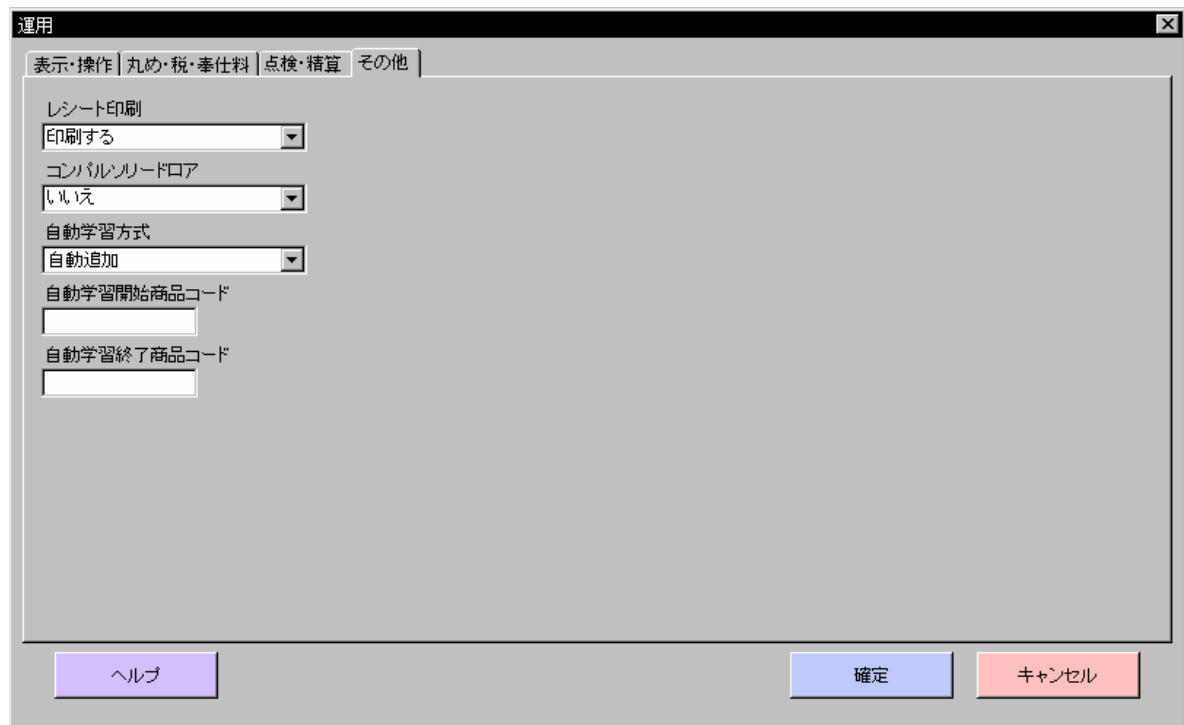 運用
表示・操作 丸め・税・奉仕料 点検・精算 その他
レシート印刷
印刷する
コンパルソリードロア
いいえ
自動学習方式
自動追加
自動学習開始商品コード
自動学習終了商品コード
ヘルプ 確定 キャンセル